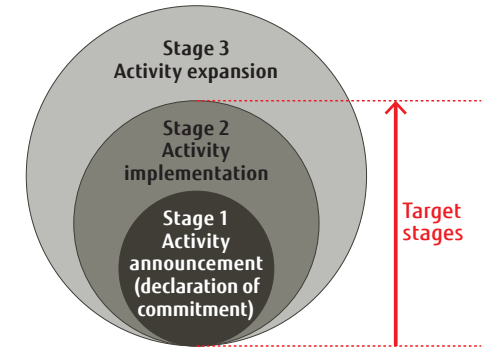 Stage 3
Activity expansion
Stage 2
Activity
implementation
Stage 1
Activity
announcement
(declaration of
commitment)
Target
stages